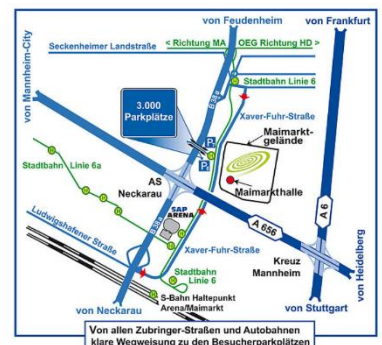 von Feudenheim
von Frankfurt
< Richtung MA
OEG Richtung HD >
Seckenheimer Landstraße
Stadtbahn Linie 6
von Mannheim-City
B 38a
3.000
Parkplätze
Xaver-Fuhr-Straße
P
P
Maimarkt-
gelände
Stadtbahn Linie 6a
AS
Neckarau
Maimarkthalle
SAP
ARENA
B 38a
A 6
A 656
Ludwigshafener Straße
Xaver-Fuhr-Straße
Kreuz
Mannheim
von Heidelberg
Stadtbahn
Linie 6
S-Bahn Haltepunkt
Arena/Maimarkt
von Neckarau
von Stuttgart
Von allen Zubringer-Straßen und Autobahnen
klare Wegweisung zu den Besucherparkplätzen